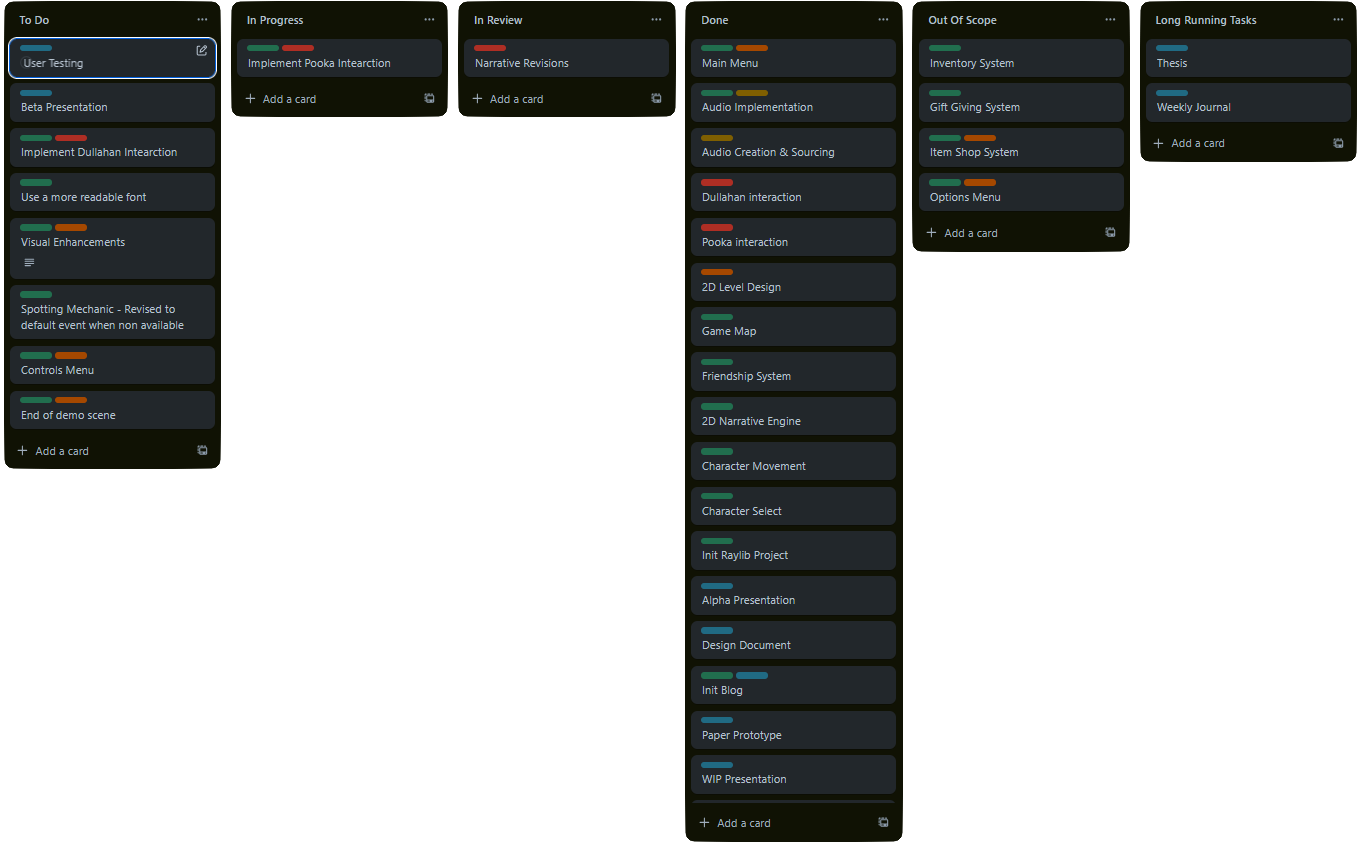 To Do
User Testing
Beta Presentation
Implement Dullahan Intearction
Use a more readable font
Visual Enhancements
Spotting Mechanic - Revised to
default event when non available
Controls Menu
End of demo scene
+ Add a card
In Progress
Implement Pooka Intearction
+ Add a card
In Review
Narrative Revisions
+ Add a card
Done
Main Menu
Audio Implementation
Audio Creation & Sourcing
Dullahan interaction
Pooka interaction
2D Level Design
Game Map
Friendship System
2D Narrative Engine
Character Movement
Character Select
Init Raylib Project
Alpha Presentation
Design Document
Init Blog
Paper Prototype
WIP Presentation
+ Add a card
Out Of Scope
Inventory System
Gift Giving System
Item Shop System
Options Menu
+ Add a card
Long Running Tasks
Thesis
Weekly Journal
+ Add a card